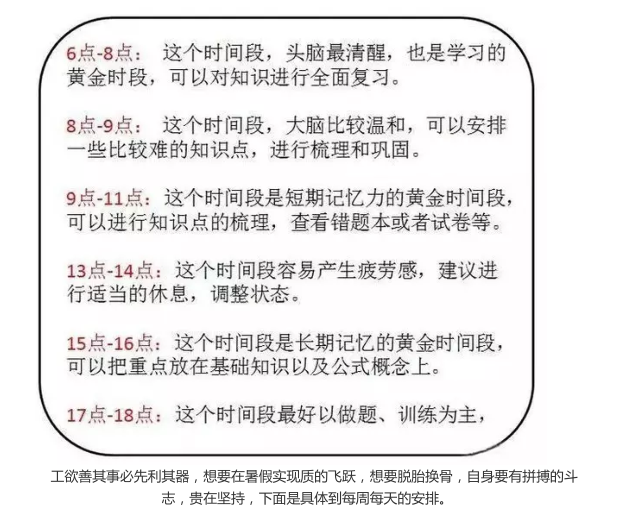 6点-8点： 这个时间段，头脑最清醒，也是学习的
黄金时段，可以对知识进行全面复习。
8点-9点： 这个时间段，大脑比较温和，可以安排
一些比较难的知识点，进行梳理和巩固。
9点-11点：这个时间段是短期记忆力的黄金时间段，
可以进行知识点的梳理，查看错题本或者试卷等。
13点-14点：这个时间段容易产生疲劳感，建议进
行适当的休息，调整状态。
15点-16点：这个时间段是长期记忆的黄金时间段，
可以把重点放在基础知识以及公式概念上。
17点-18点：这个时间段最好以做题、训练为主，
工欲善其事必先利其器，想要在暑假实现质的飞跃，想要脱胎换骨，自身要有拼搏的斗
志，贵在坚持，下面是具体到每周每天的安排。